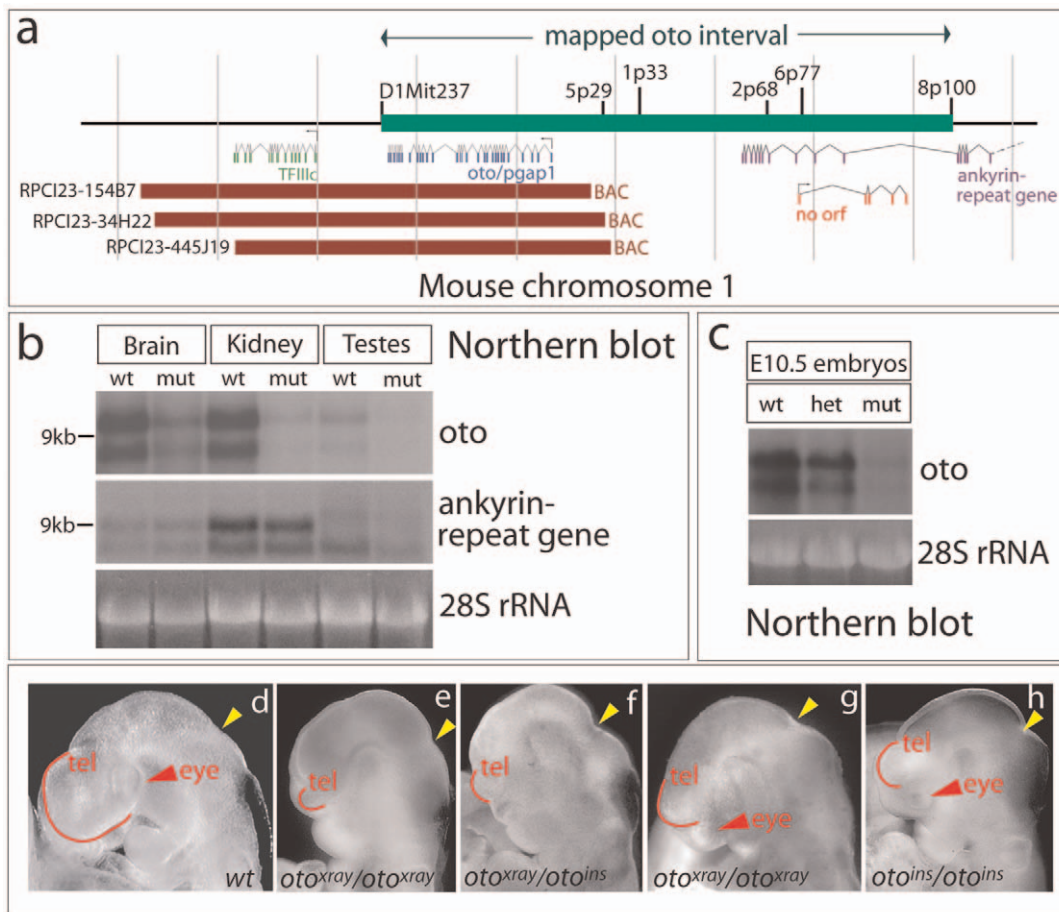 a
mapped oto interval
D1Mit237
5p29
1p33
2p68
6p77
8p100
TFIIIc
oto/pgap1
ankyrin-
repeat gene
no orf
RPCI23-154B7
BAC
RPCI23-34H22
BAC
RPCI23-445J19
BAC
Mouse chromosome 1
b
Brain
Kidney
Testes
Northern blot
wt mut wt mut wt mut
9kb
oto
9kb
ankyrin-
repeat gene
28S rRNA
c
E10.5 embryos
wt het mut
oto
28S rRNA
Northern blot
d
tel
eye
wt
e
tel
oto^xray/oto^xray
f
tel
oto^xray/oto^ins
g
tel
eye
oto^xray/oto^xray
h
tel
eye
oto^ins/oto^ins